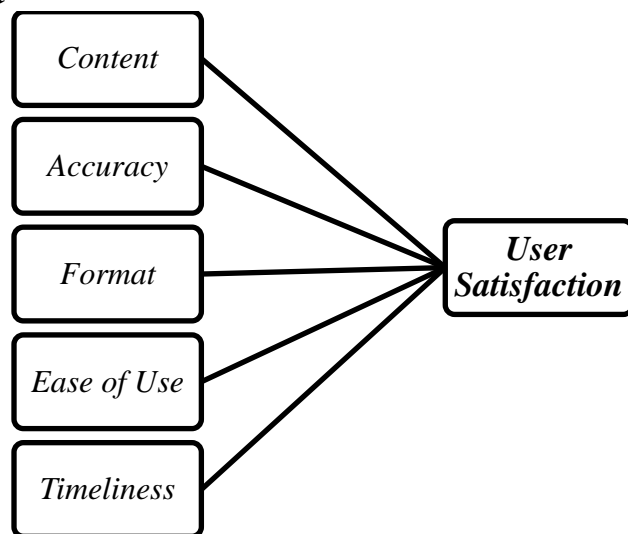 Content
Accuracy
Format
Ease of Use
Timeliness
User
Satisfaction